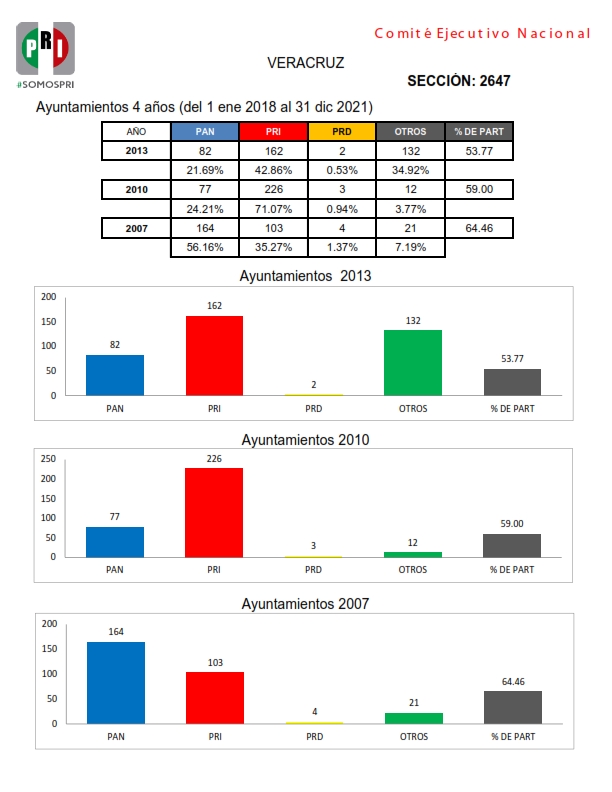 Comité Ejecutivo Nacional
PRI
#SOMOSPRI
VERACRUZ
SECCIÓN: 2647
Ayuntamientos 4 años (del 1 ene 2018 al 31 dic 2021)
AÑO PAN PRI PRD OTROS % DE PART
2013 82 162 2 132 53.77
21.69% 42.86% 0.53% 34.92%
2010 77 226 3 12 59.00
24.21% 71.07% 0.94% 3.77%
2007 164 103 4 21 64.46
56.16% 35.27% 1.37% 7.19%
Ayuntamientos 2013
200
150
100
50
0
82 162 2 132 53.77
PAN PRI PRD OTROS % DE PART
Ayuntamientos 2010
250
200
150
100
50
0
77 226 3 12 59.00
PAN PRI PRD OTROS % DE PART
Ayuntamientos 2007
200
150
100
50
0
164 103 4 21 64.46
PAN PRI PRD OTROS % DE PART